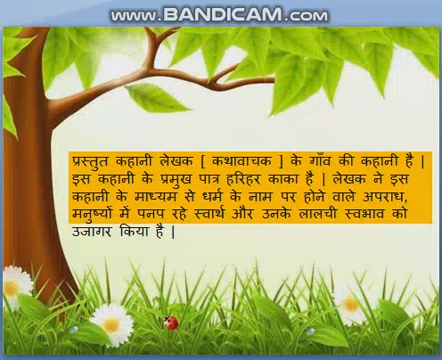 www.BANDICAM.com
प्रस्तुत कहानी लेखक [ कथावाचक ] के गाँव की कहानी है |
इस कहानी के प्रमुख पात्र हरिहर काका है | लेखक ने इस
कहानी के माध्यम से धर्म के नाम पर होने वाले अपराध,
मनुष्यों में पनप रहे स्वार्थ और उनके लालची स्वभाव को
उजागर किया है |